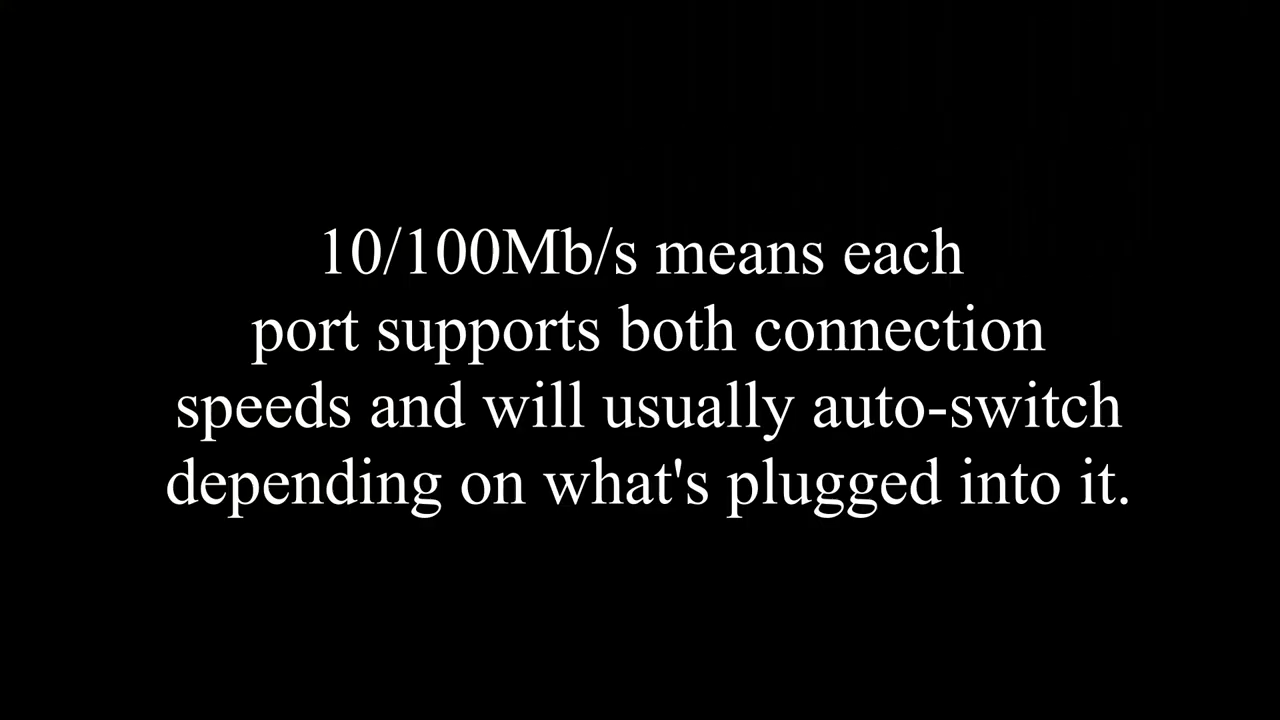 10/100Mb/s means each
port supports both connection
speeds and will usually auto-switch
depending on what's plugged into it.